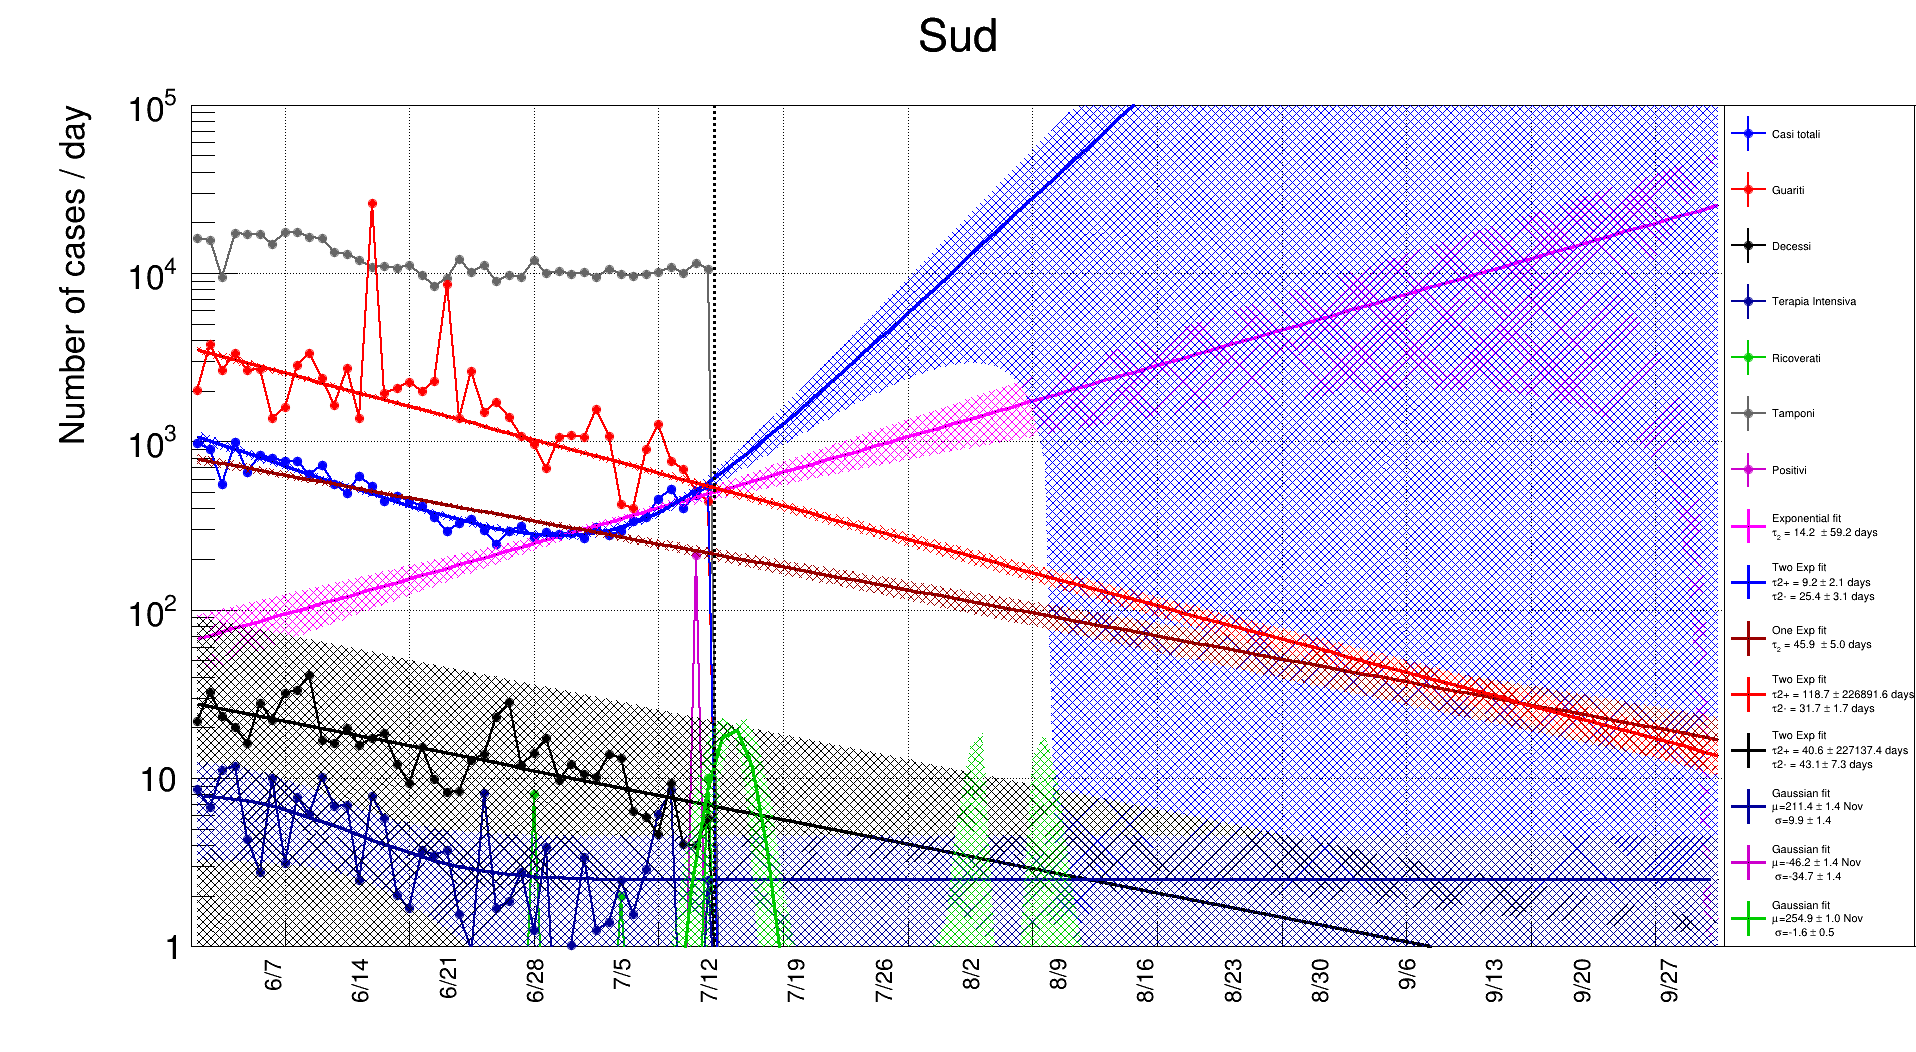 Sud
Number of cases / day
10^5
10^4
10^3
10^2
10
1
6/7
6/14
6/21
6/28
7/5
7/12
7/19
7/26
8/2
8/9
8/16
8/23
8/30
9/6
9/13
9/20
9/27
Casi totali
Guariti
Decessi
Terapia Intensiva
Ricoverati
Tamponi
Positivi
Exponential fit
τ₂ = 14.2 ± 59.2 days
Two Exp fit
τ2+ = 9.2 ± 2.1 days
τ2- = 25.4 ± 3.1 days
One Exp fit
τ₂ = 45.9 ± 5.0 days
Two Exp fit
τ2+ = 118.7 ± 226891.6 days
τ2- = 31.7 ± 1.7 days
Two Exp fit
τ2+ = 40.6 ± 227137.4 days
τ2- = 43.1 ± 7.3 days
Gaussian fit
μ=211.4 ± 1.4 Nov
σ=9.9 ± 1.4
Gaussian fit
μ=-46.2 ± 1.4 Nov
σ=-34.7 ± 1.4
Gaussian fit
μ=254.9 ± 1.0 Nov
σ=-1.6 ± 0.5